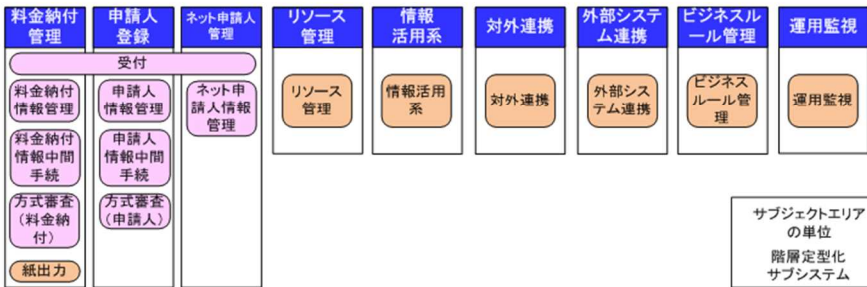 料金納付
管理
申請人
登録
ネット申請人
管理
リソース
管理
情報
活用系
対外連携
外部システ
ム連携
ビジネスル
ール管理
運用監視
受付
料金納付
情報管理
申請人
情報管理
ネット申
請人情報
管理
リソース
管理
情報活用
系
対外連携
外部シス
テム連携
ビジネス
ルール管
理
運用監視
料金納付
情報中間
手続
申請人
情報中間
手続
方式審査
(料金納
付)
方式審査
(申請人)
紙出力
サブジェクトエリア
の単位
階層定型化
サブシステム